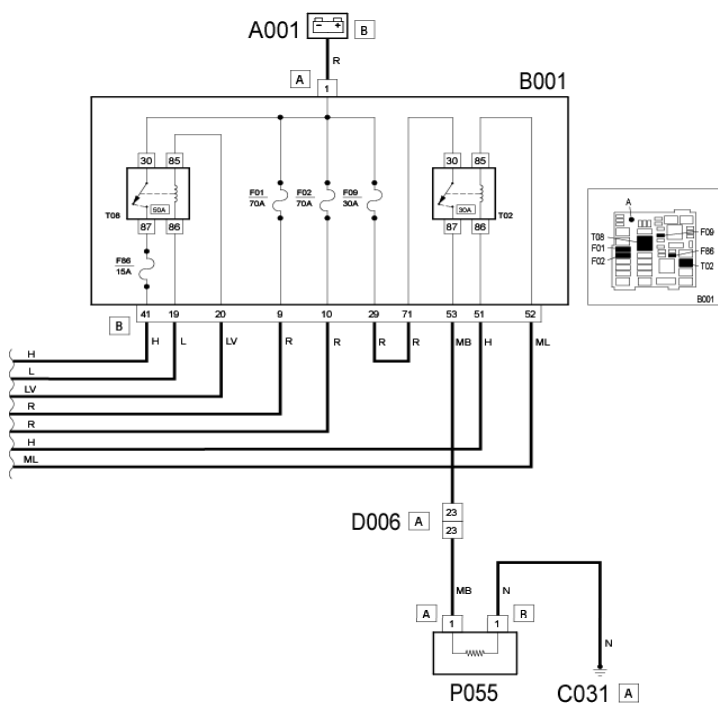 A001 B
R
A 1 B001
30 85 30 85
F01
70A
F02
70A
F09
30A
50A
30A
T08 T02
87 86 87 86
F86
15A
B 41 19 20 9 10 29 71 53 51 52
H L LV R R R R MB H ML
H
L
LV
R
R
H
ML
A
T08
F01
F02
F09
F86
T02
B001
D006 A 23
23
MB N
A 1 1 B
N
P055 C031 A